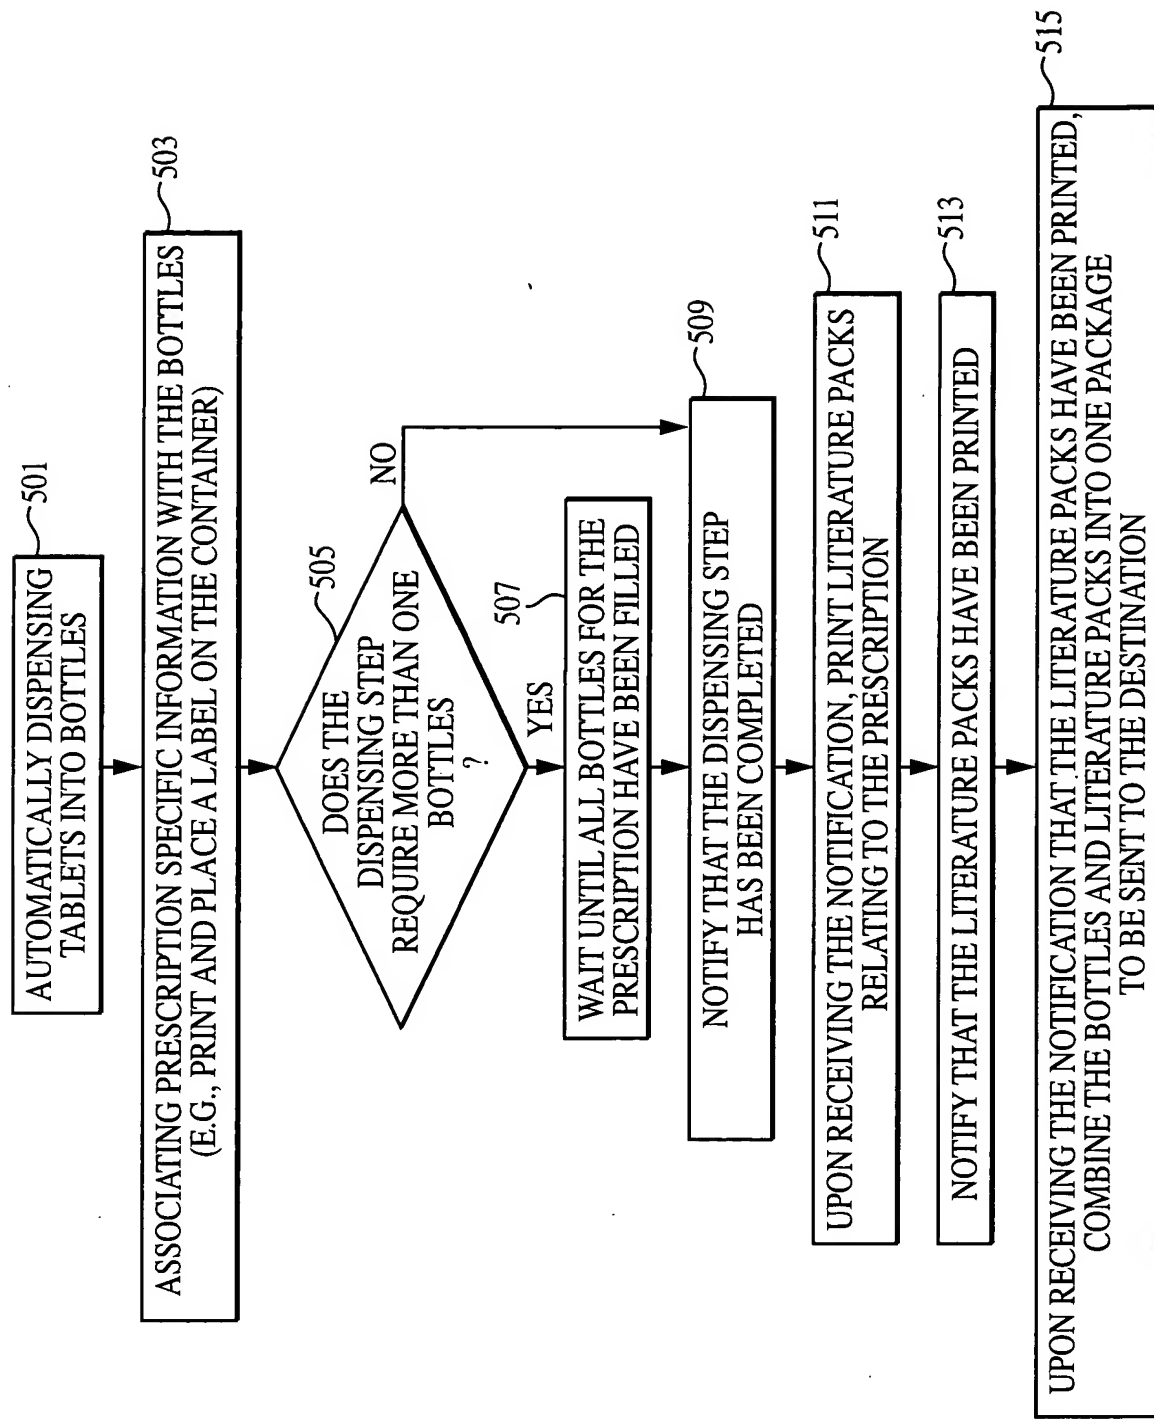 501
AUTOMATICALLY DISPENSING
TABLETS INTO BOTTLES
503
ASSOCIATING PRESCRIPTION SPECIFIC INFORMATION WITH THE BOTTLES
(E.G., PRINT AND PLACE A LABEL ON THE CONTAINER)
505
DOES THE
DISPENSING STEP
REQUIRE MORE THAN ONE
BOTTLES
?
NO
YES
507
WAIT UNTIL ALL BOTTLES FOR THE
PRESCRIPTION HAVE BEEN FILLED
509
NOTIFY THAT THE DISPENSING STEP
HAS BEEN COMPLETED
511
UPON RECEIVING THE NOTIFICATION, PRINT LITERATURE PACKS
RELATING TO THE PRESCRIPTION
513
NOTIFY THAT THE LITERATURE PACKS HAVE BEEN PRINTED
515
UPON RECEIVING THE NOTIFICATION THAT THE LITERATURE PACKS HAVE BEEN PRINTED,
COMBINE THE BOTTLES AND LITERATURE PACKS INTO ONE PACKAGE
TO BE SENT TO THE DESTINATION